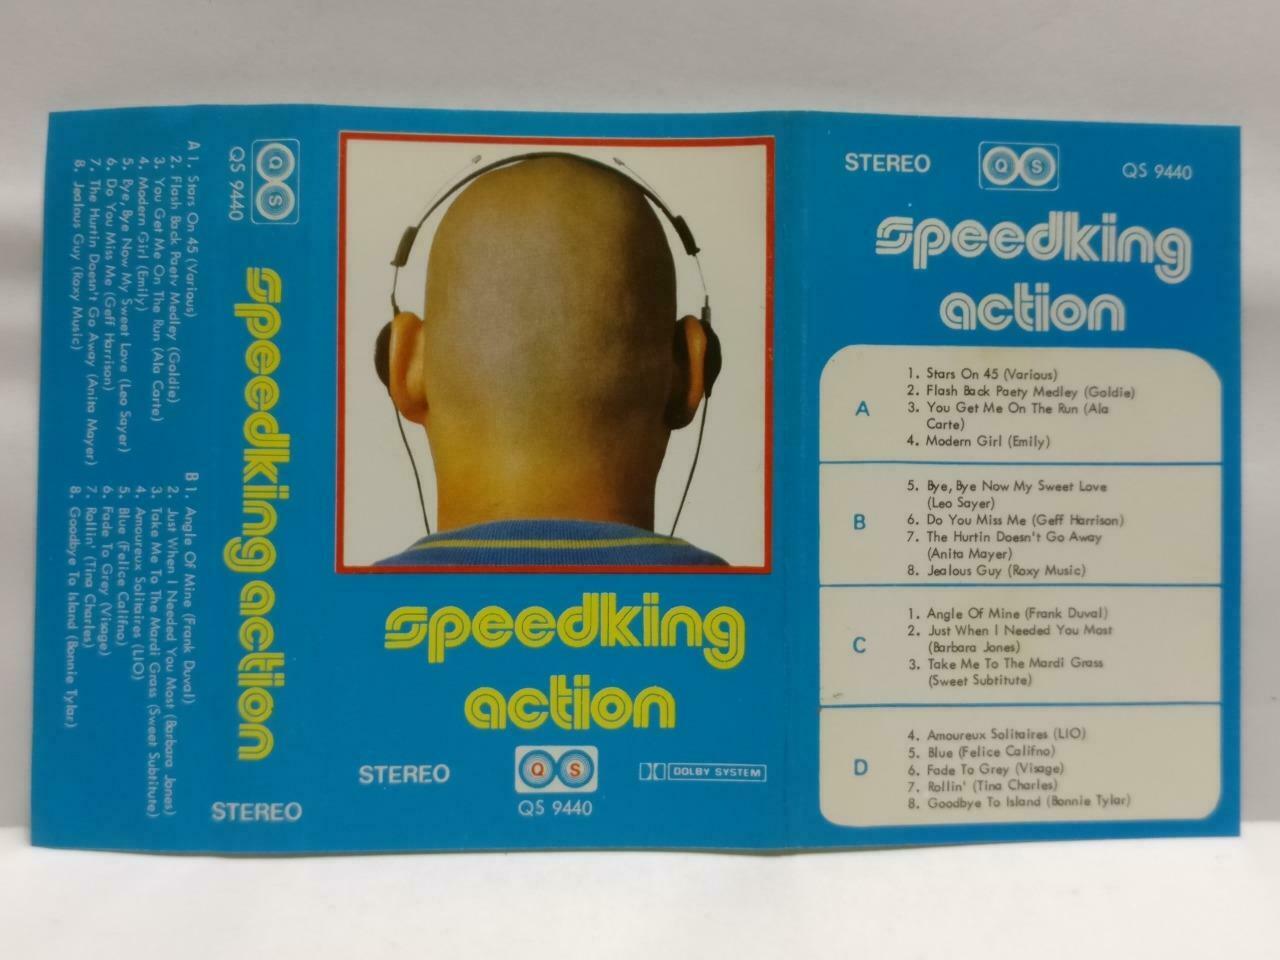 A 1. Stars On 45 (Various)
2. Flash Back Paety Medley (Goldie)
3. You Get Me On The Run (Ala Carte)
4. Modern Girl (Emily)
5. Bye, Bye Now My Sweet Love (Leo Sayer)
6. Do You Miss Me (Geff Harrison)
7. The Hurtin Doesn't Go Away (Anita Mayer)
8. Jealous Guy (Roxy Music)
B 1. Angle Of Mine (Frank Duval)
2. Just When I Needed You Most (Barbara Jones)
3. Take Me To The Mardi Grass (Sweet Subtitute)
4. Amoureux Solitaires (LIO)
5. Blue (Felice Califno)
6. Fade To Grey (Visage)
7. Rollin' (Tina Charles)
8. Goodbye To Island (Bonnie Tylar)
QS
QS 9440
speedking action
STEREO
speedking
action
STEREO
QS
DOLBY SYSTEM
QS 9440
STEREO
QS
QS 9440
speedking
action
A
1. Stars On 45 (Various)
2. Flash Back Paety Medley (Goldie)
3. You Get Me On The Run (Ala
Carte)
4. Modern Girl (Emily)
B
5. Bye, Bye Now My Sweet Love
(Leo Sayer)
6. Do You Miss Me (Geff Harrison)
7. The Hurtin Doesn't Go Away
(Anita Mayer)
8. Jealous Guy (Roxy Music)
C
1. Angle Of Mine (Frank Duval)
2. Just When I Needed You Most
(Barbara Jones)
3. Take Me To The Mardi Grass
(Sweet Subtitute)
D
4. Amoureux Solitaires (LIO)
5. Blue (Felice Califno)
6. Fade To Grey (Visage)
7. Rollin' (Tina Charles)
8. Goodbye To Island (Bonnie Tylar)